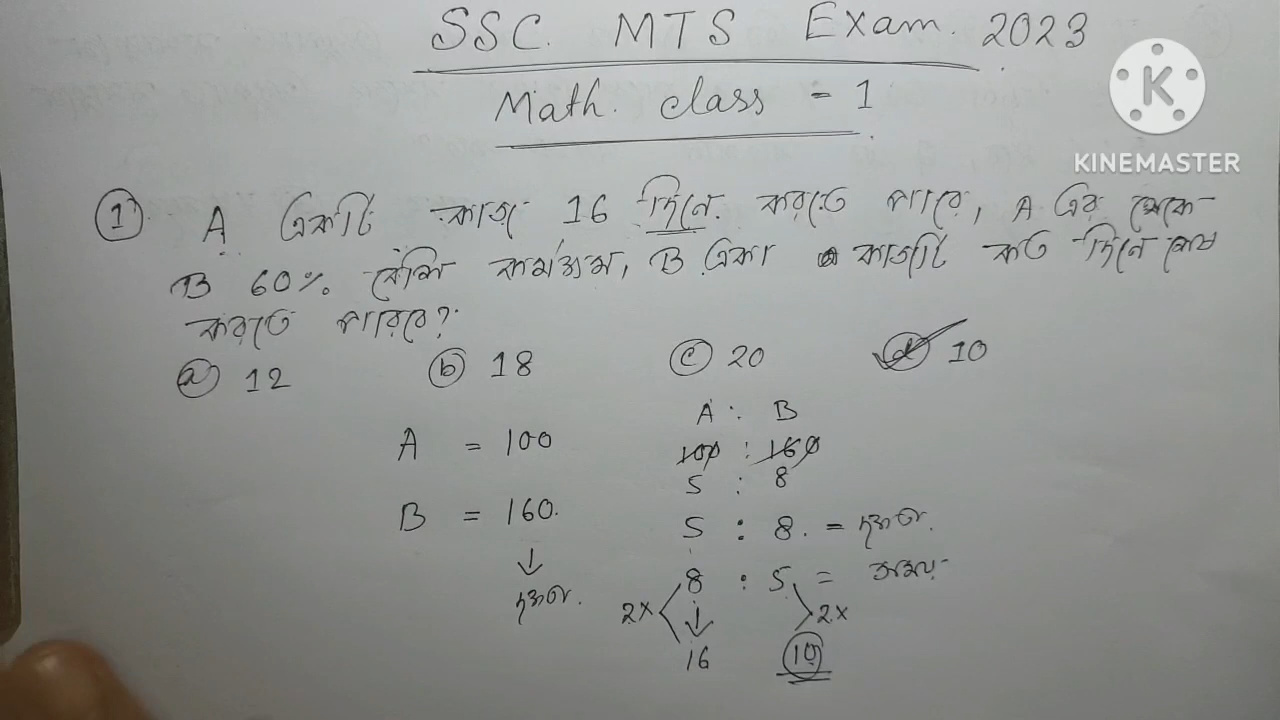 SSC. MTS Exam. 2023
Math. class - 1
K
KINEMASTER
① A একটি কাজ 16 দিনে করতে পারে, A এর থেকে
B 60% বেশি কার্যক্ষম, B একা কাজটি কত দিনে শেষ
করতে পারবে?
ⓐ 12 ⓑ 18 ⓒ 20 ⓓ 10
A : B
A = 100
100 : 160
5 : 8
B = 160.
5 : 8. = দক্ষতা.
↓
8 : 5 = সময়
দক্ষতা.
2x ↓ 2x
16 10